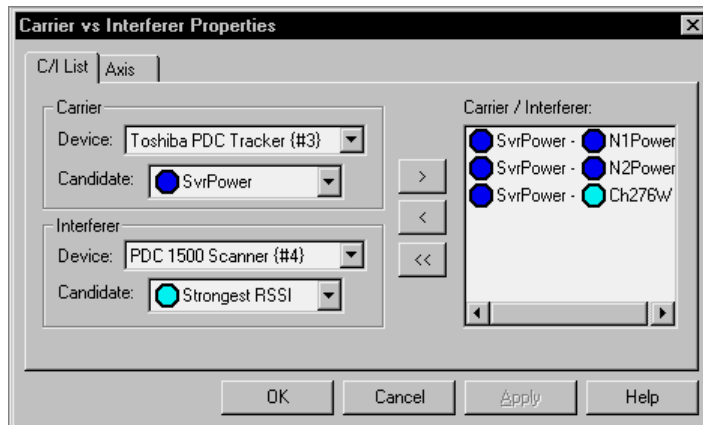 Carrier vs Interferer Properties
C/I List
Axis
Carrier
Device: Toshiba PDC Tracker {#3}
Candidate: SvrPower
Interferer
Device: PDC 1500 Scanner {#4}
Candidate: Strongest RSSI
>
<
<<
Carrier / Interferer:
SvrPower - N1Power
SvrPower - N2Power
SvrPower - Ch276W
OK
Cancel
Apply
Help